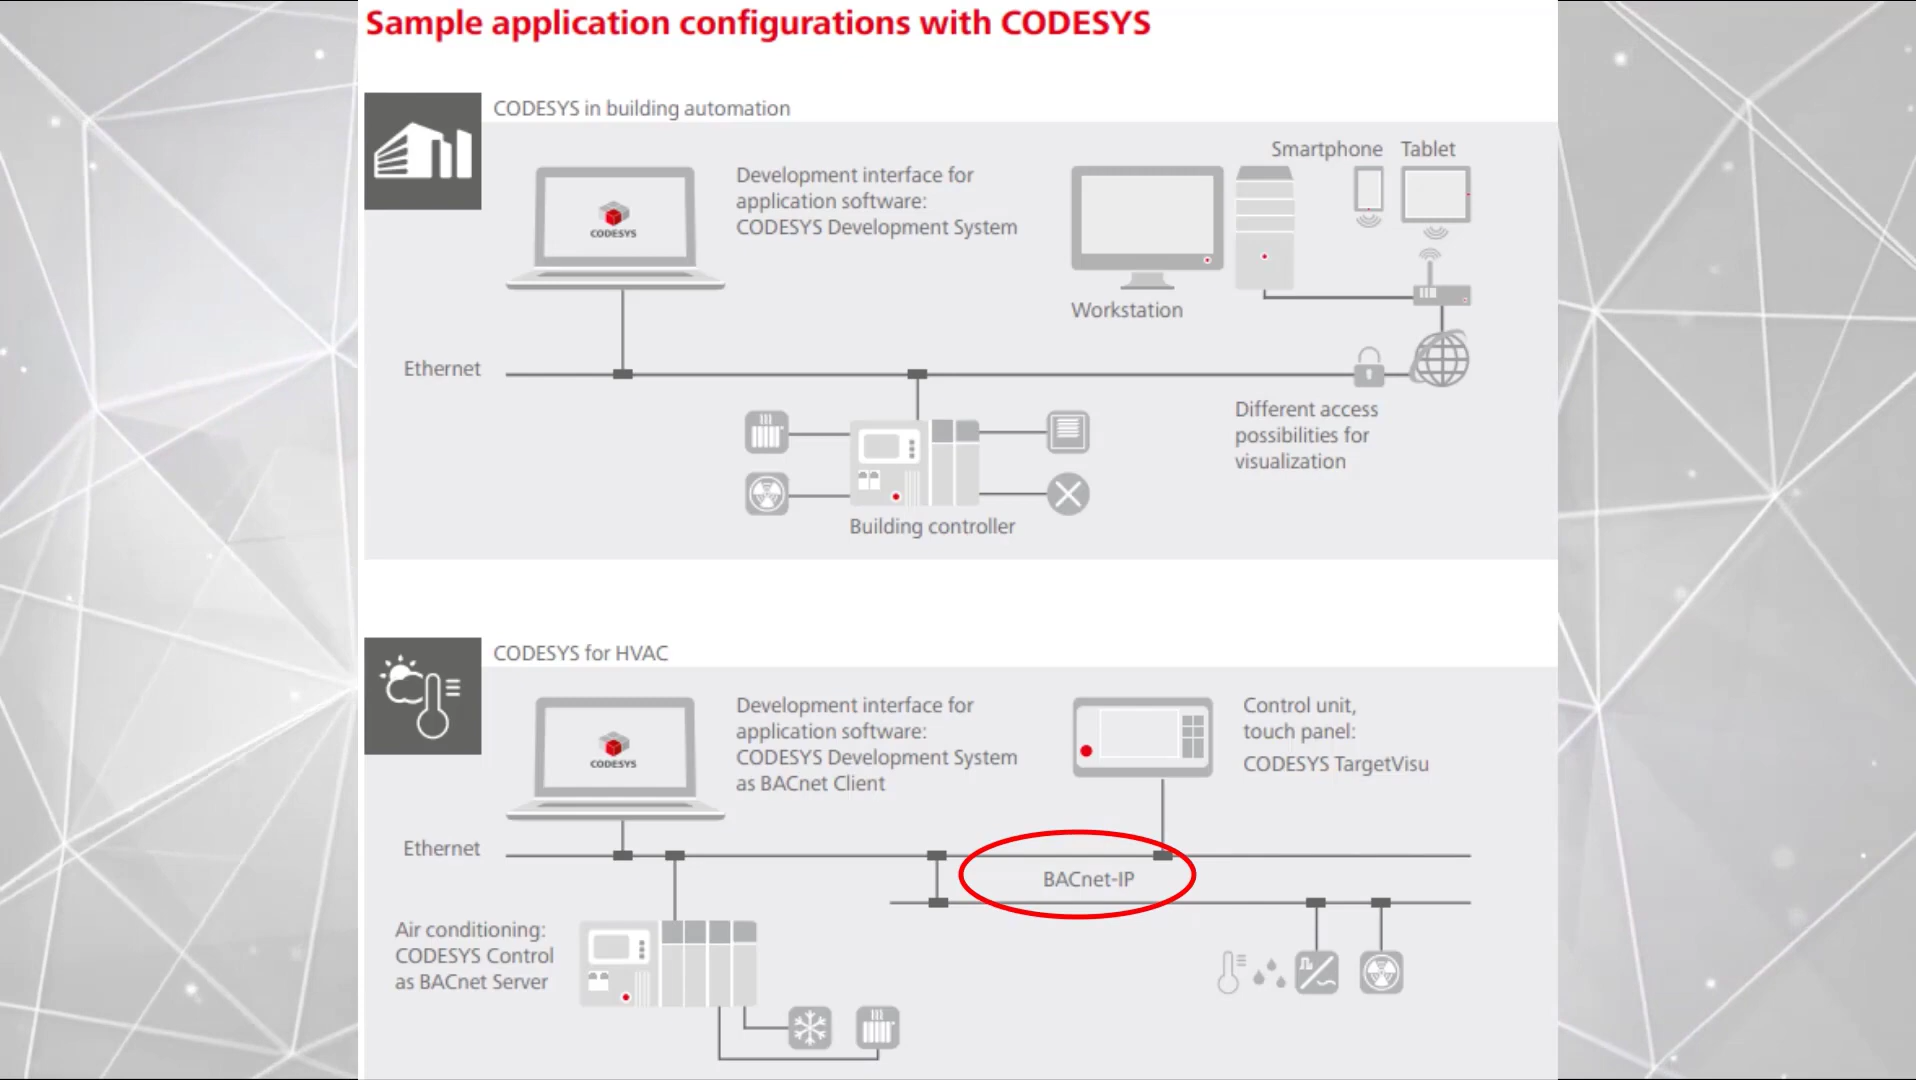 Sample application configurations with CODESYS
CODESYS in building automation
Smartphone Tablet
Development interface for
application software:
CODESYS Development System
CODESYS
Workstation
Ethernet
Different access
possibilities for
visualization
Building controller
CODESYS for HVAC
Development interface for
application software:
CODESYS Development System
as BACnet Client
Control unit,
touch panel:
CODESYS TargetVisu
CODESYS
Ethernet
BACnet-IP
Air conditioning:
CODESYS Control
as BACnet Server